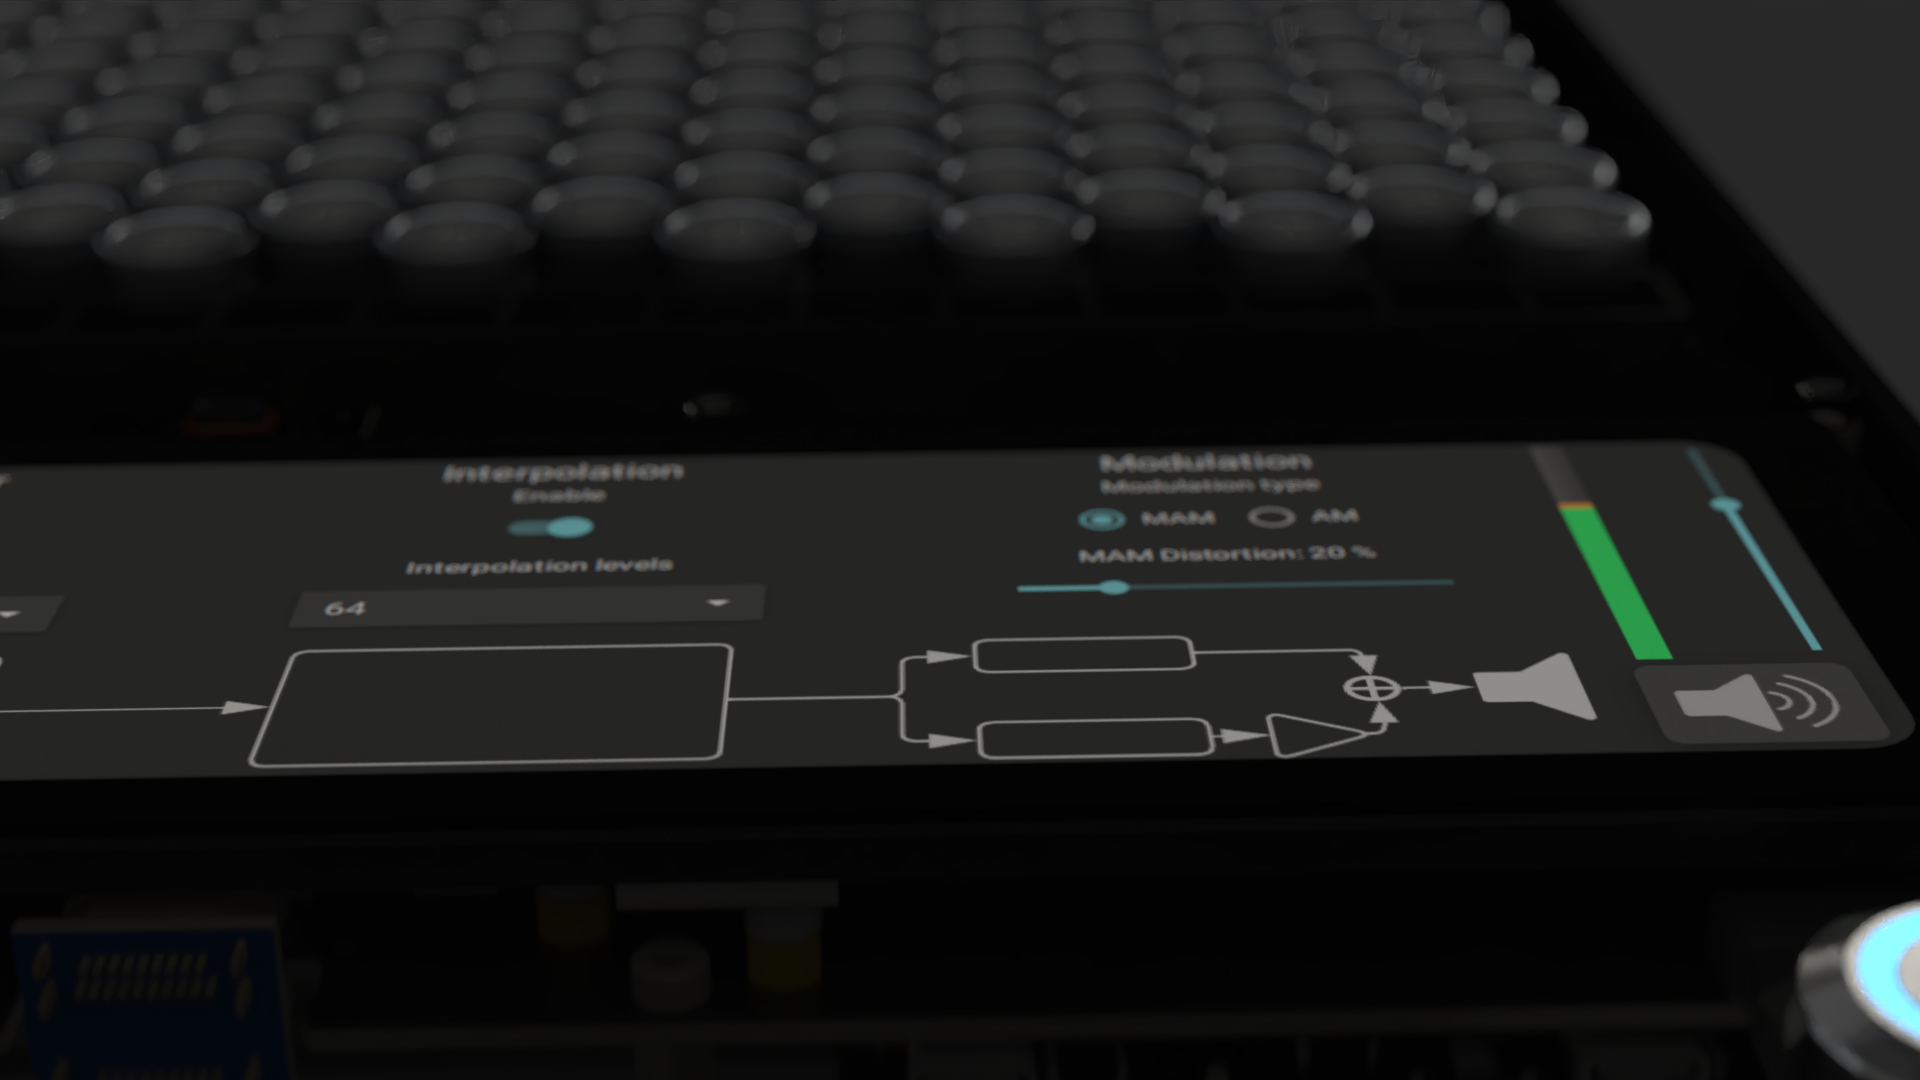 Interpolation
Enable
Interpolation levels
64
Modulation
Modulation type
MAM AM
MAM Distortion: 20 %